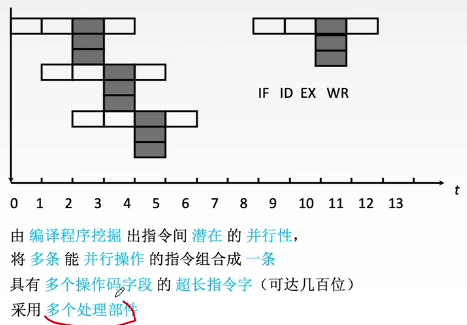 IF ID EX WR
t
0 1 2 3 4 5 6 7 8 9 10 11 12 13
由 编译程序挖掘 出指令间 潜在 的 并行性，
将 多条 能 并行操作 的指令组合成 一条
具有 多个操作码字段 的 超长指令字（可达几百位）
采用 多个处理部件